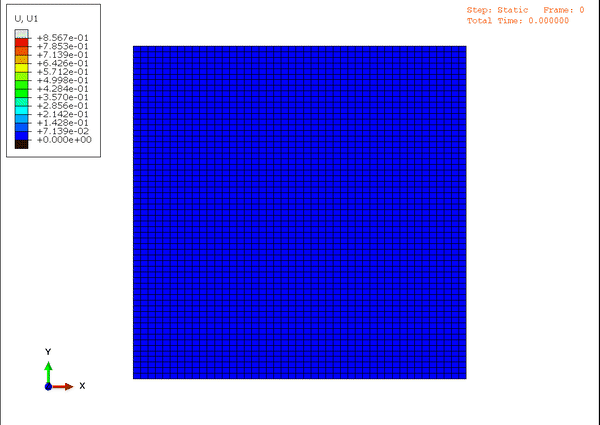 U, U1
+8.567e-01
+7.853e-01
+7.139e-01
+6.426e-01
+5.712e-01
+4.998e-01
+4.284e-01
+3.570e-01
+2.856e-01
+2.142e-01
+1.428e-01
+7.139e-02
+0.000e+00
Step: Static Frame: 0
Total Time: 0.000000
Y
X